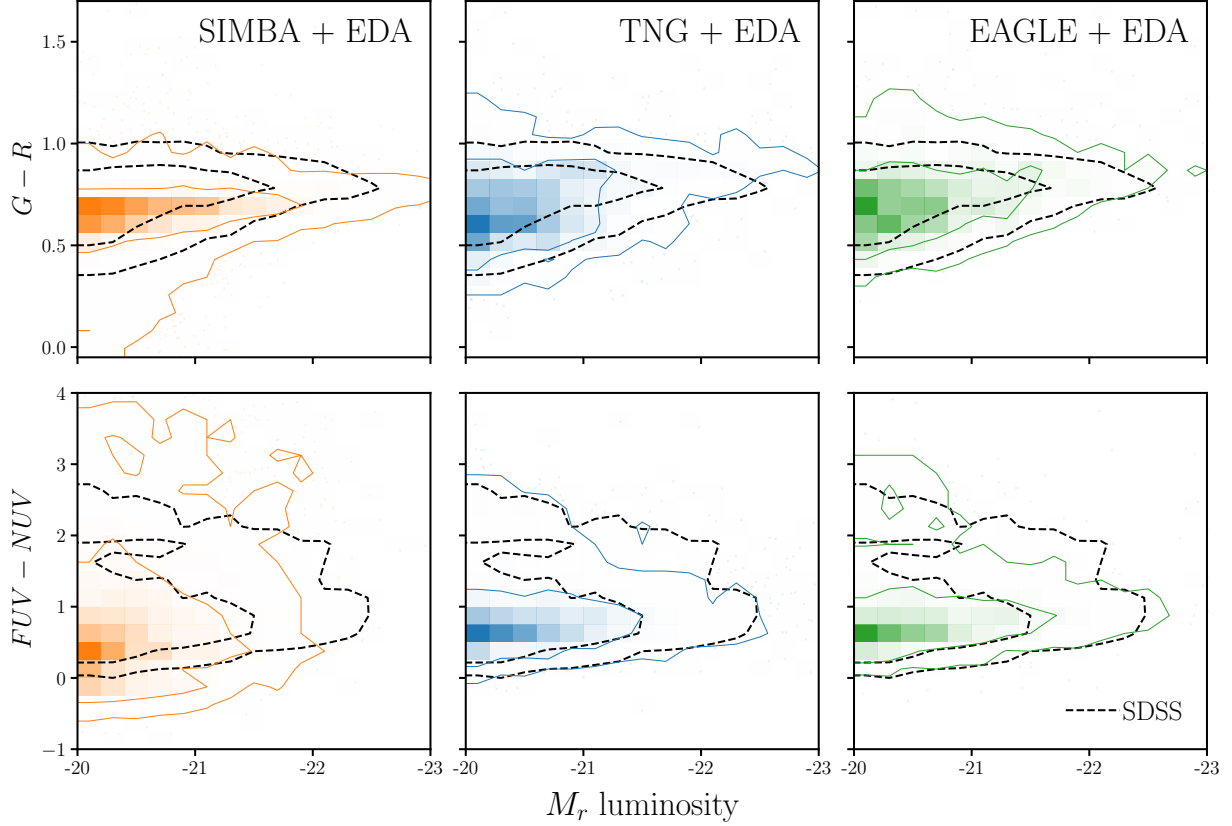 SIMBA + EDA
TNG + EDA
EAGLE + EDA
G − R
1.5
1.0
0.5
0.0
FUV − NUV
4
3
2
1
0
−1
SDSS
-20 -21 -22 -23
-20 -21 -22 -23
-20 -21 -22 -23
M_r luminosity